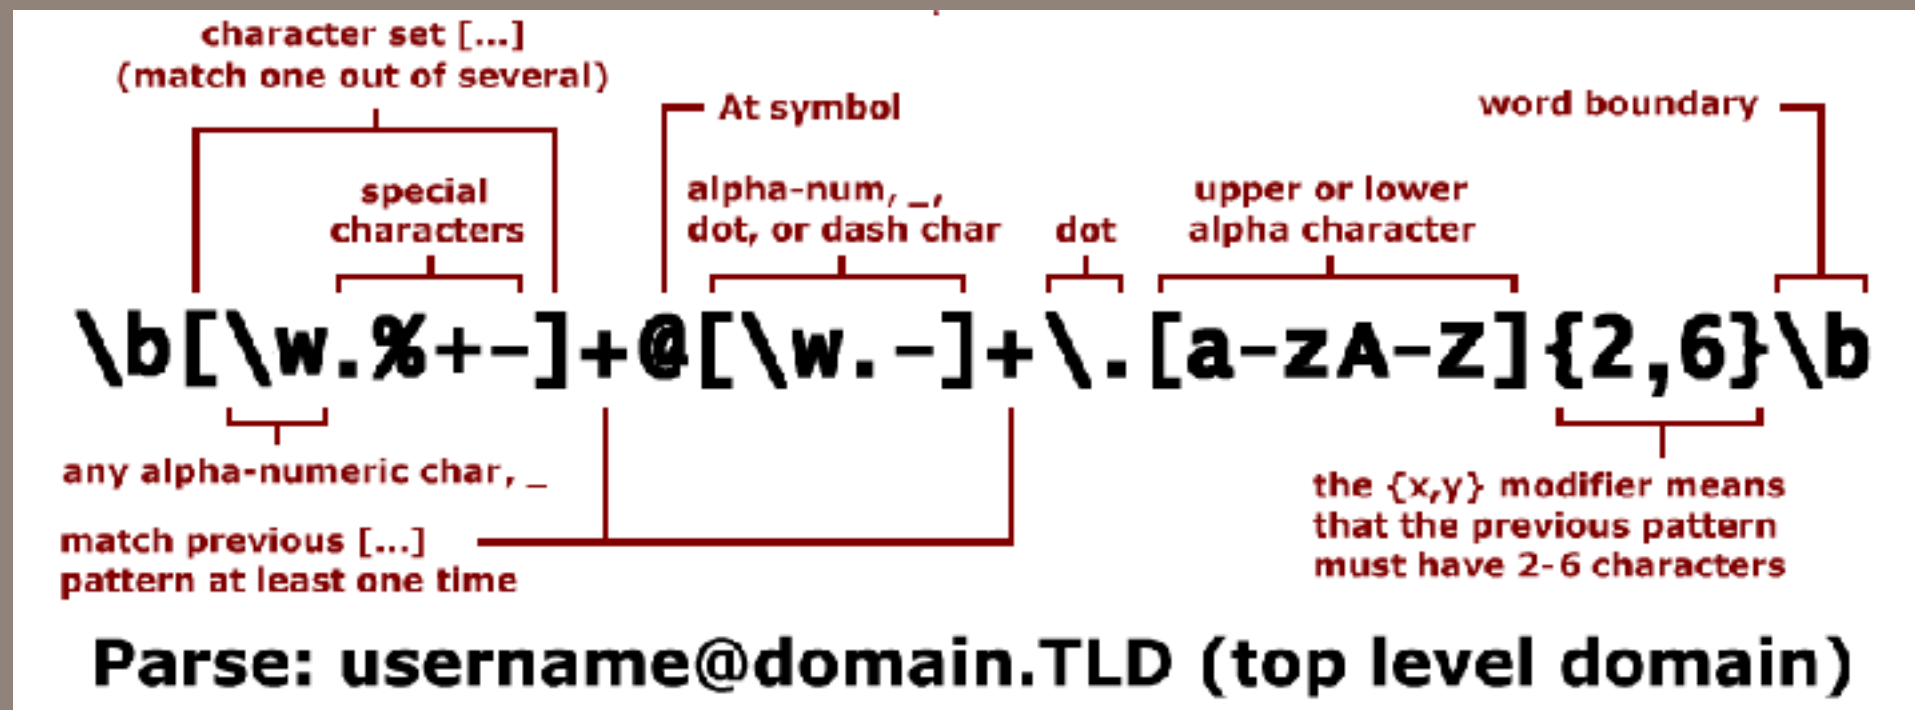 character set [...]
(match one out of several)
At symbol
word boundary
special
characters
alpha-num, _,
dot, or dash char
dot
upper or lower
alpha character
\b[\w.%+-]+@[\w.-]+\.[a-zA-Z]{2,6}\b
any alpha-numeric char, _
match previous [...]
pattern at least one time
the {x,y} modifier means
that the previous pattern
must have 2-6 characters
Parse: username@domain.TLD (top level domain)